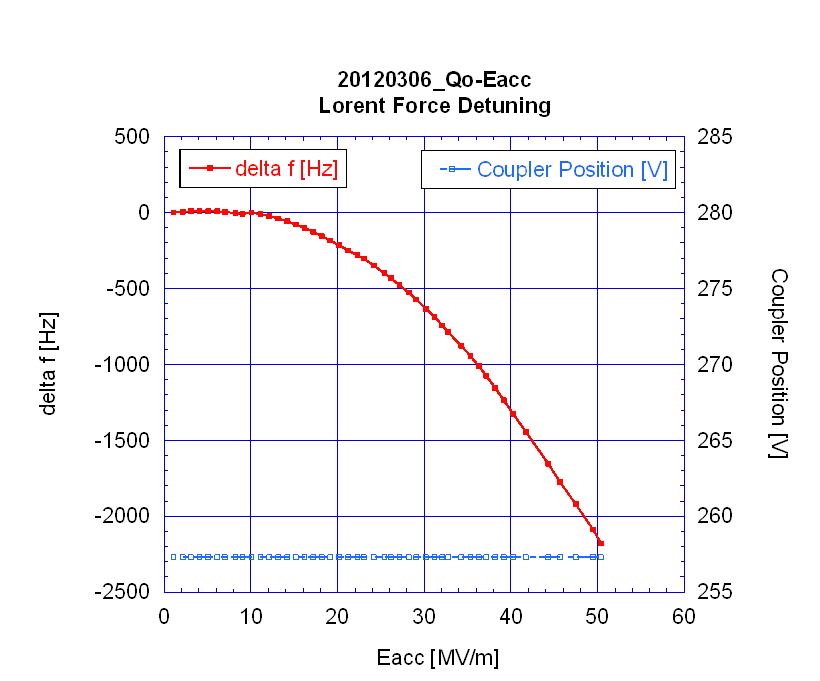 20120306_Qo-Eacc
Lorent Force Detuning
delta f [Hz]
Coupler Position [V]
500
0
-500
-1000
-1500
-2000
-2500
285
280
275
270
265
260
255
0 10 20 30 40 50 60
delta f [Hz]
Coupler Position [V]
Eacc [MV/m]